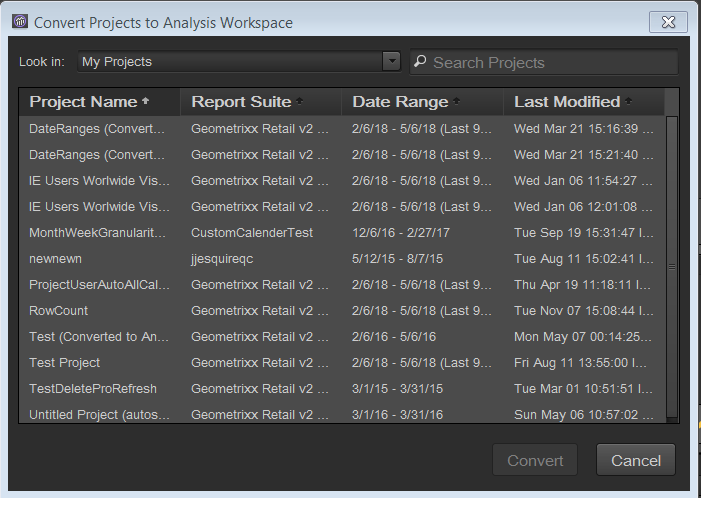 Convert Projects to Analysis Workspace
Look in: My Projects Search Projects
Project Name Report Suite Date Range Last Modified
DateRanges (Convert... Geometrixx Retail v2 ... 2/6/18 - 5/6/18 (Last 9... Wed Mar 21 15:16:39 ...
DateRanges (Convert... Geometrixx Retail v2 ... 2/6/18 - 5/6/18 (Last 9... Wed Mar 21 15:21:40 ...
IE Users Worlwide Vis... Geometrixx Retail v2 ... 2/6/18 - 5/6/18 (Last 9... Wed Jan 06 11:54:27 ...
IE Users Worlwide Vis... Geometrixx Retail v2 ... 2/6/18 - 5/6/18 (Last 9... Wed Jan 06 12:01:08 ...
MonthWeekGranularit... CustomCalenderTest 12/6/16 - 2/27/17 Tue Sep 19 15:31:47 I...
newnewn jjesquireqc 5/12/15 - 8/7/15 Tue Aug 11 15:02:41 I...
ProjectUserAutoAllCal... Geometrixx Retail v2 ... 2/6/18 - 5/6/18 (Last 9... Thu Apr 19 11:18:11 I...
RowCount Geometrixx Retail v2 ... 2/6/18 - 5/6/18 (Last 9... Tue Nov 07 15:08:44 I...
Test (Converted to An... Geometrixx Retail v2 ... 2/6/16 - 5/6/16 Mon May 07 00:14:25...
Test Project Geometrixx Retail v2 ... 2/6/18 - 5/6/18 (Last 9... Fri Aug 11 13:55:00 I...
TestDeleteProRefresh Geometrixx Retail v2 ... 3/1/15 - 3/31/15 Tue Mar 01 10:51:51 I...
Untitled Project (autos... Geometrixx Retail v2 ... 3/1/16 - 3/31/16 Sun May 06 10:57:02 ...
Convert Cancel